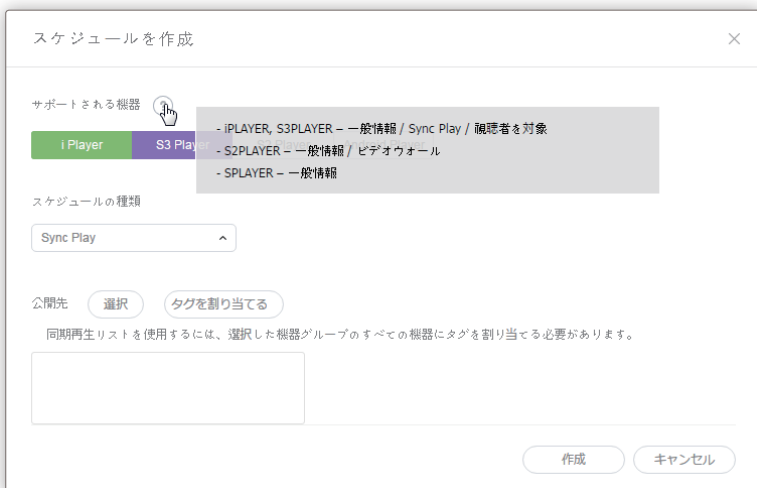 スケジュールを作成
サポートされる機器 ?
- iPLAYER, S3PLAYER – 一般情報 / Sync Play / 視聴者を対象
i Player S3 Player
- S2PLAYER – 一般情報 / ビデオウォール
- SPLAYER – 一般情報
スケジュールの種類
Sync Play
公開先 選択 タグを割り当てる
同期再生リストを使用するには、選択した機器グループのすべての機器にタグを割り当てる必要があります。
作成 キャンセル